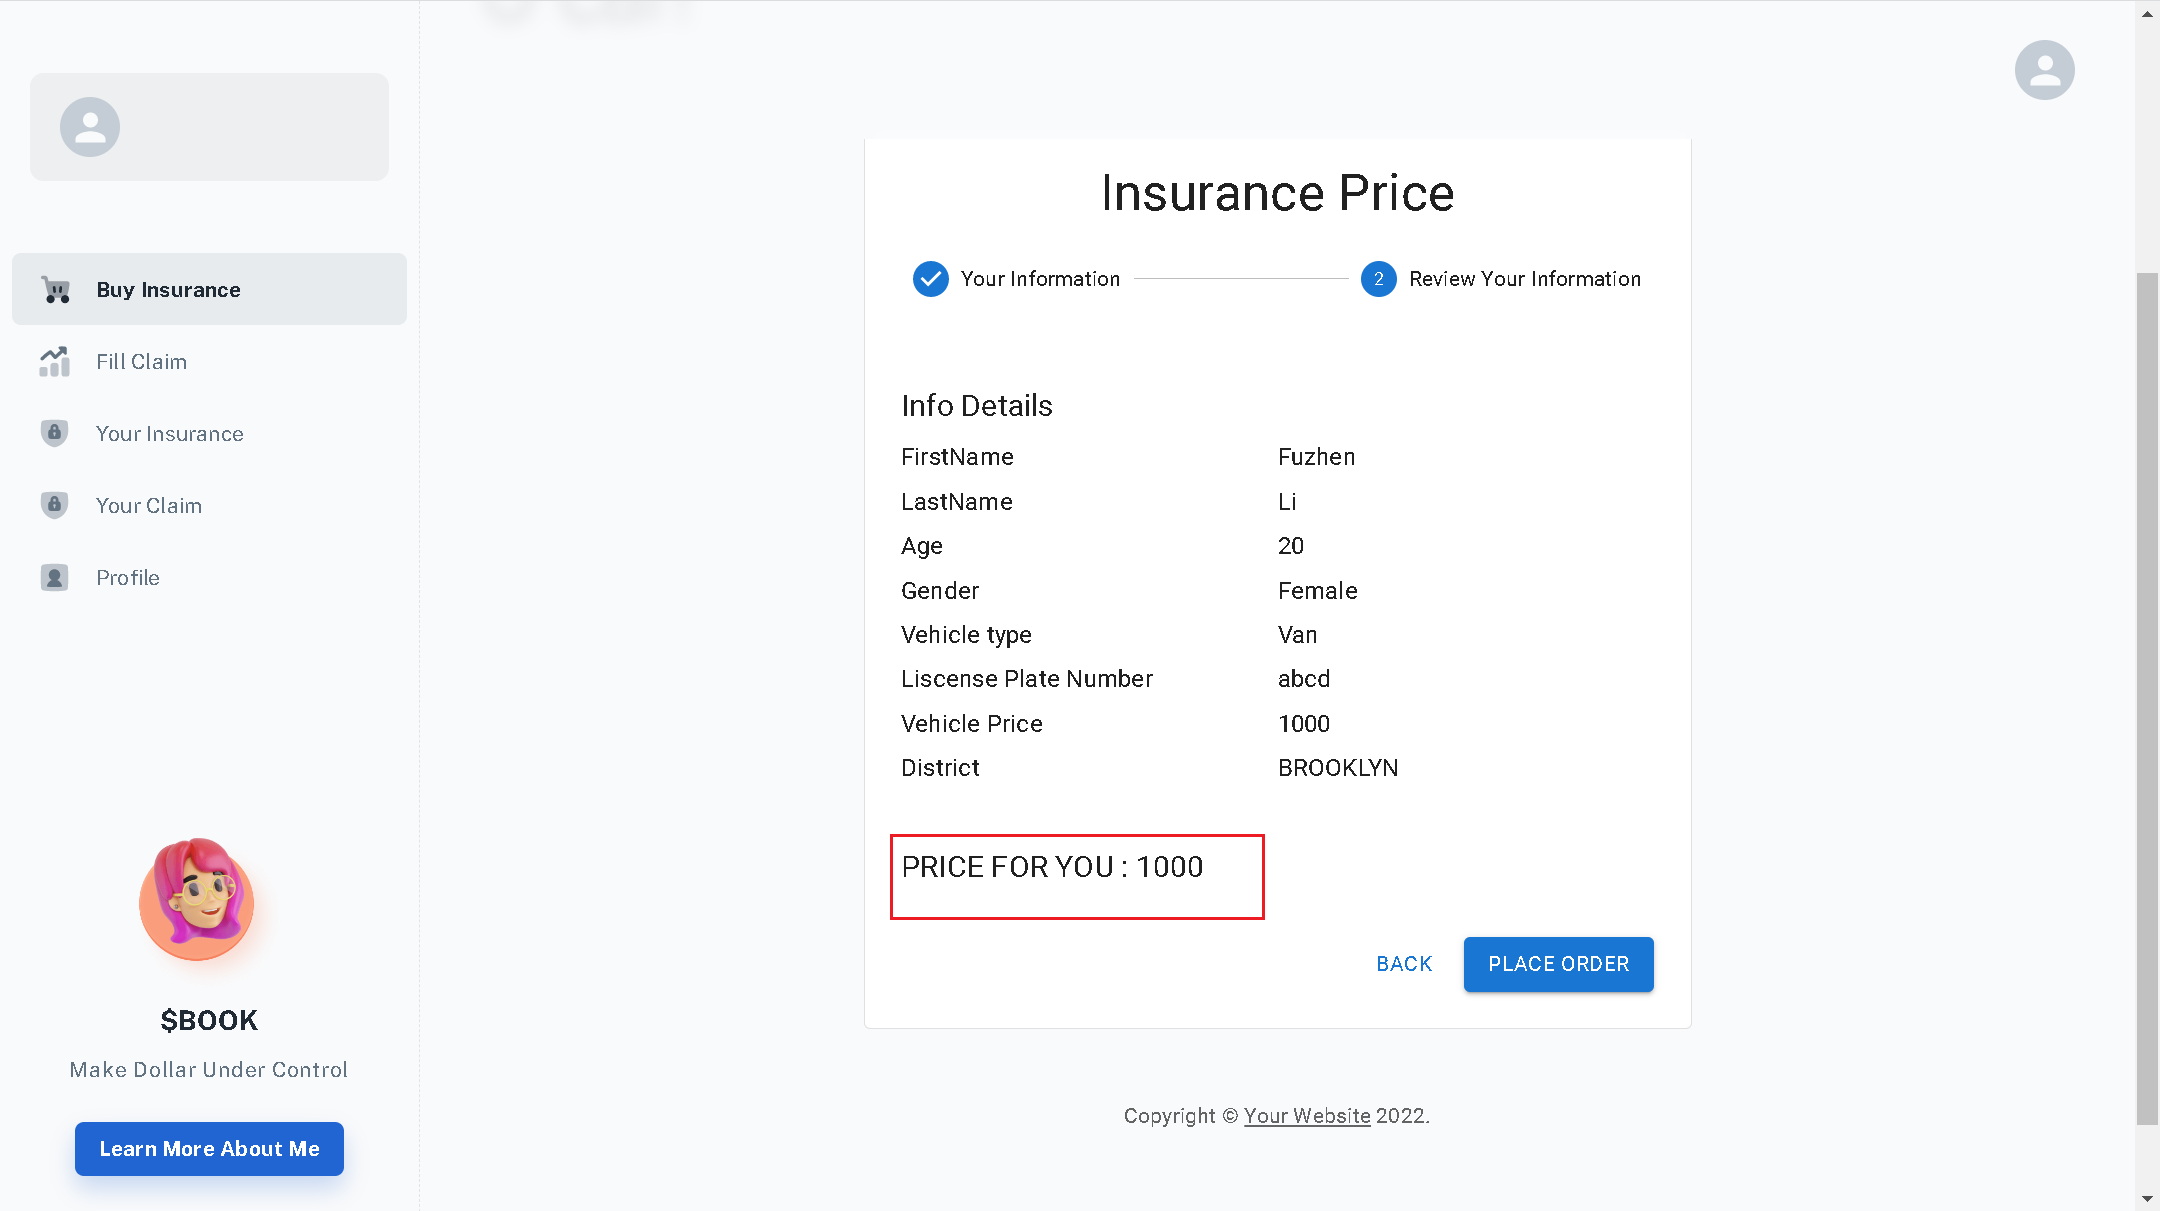 Buy Insurance
Fill Claim
Your Insurance
Your Claim
Profile
$BOOK
Make Dollar Under Control
Learn More About Me
Insurance Price
Your Information
2 Review Your Information
Info Details
FirstName Fuzhen
LastName Li
Age 20
Gender Female
Vehicle type Van
Liscense Plate Number abcd
Vehicle Price 1000
District BROOKLYN
PRICE FOR YOU : 1000
BACK PLACE ORDER
Copyright © Your Website 2022.